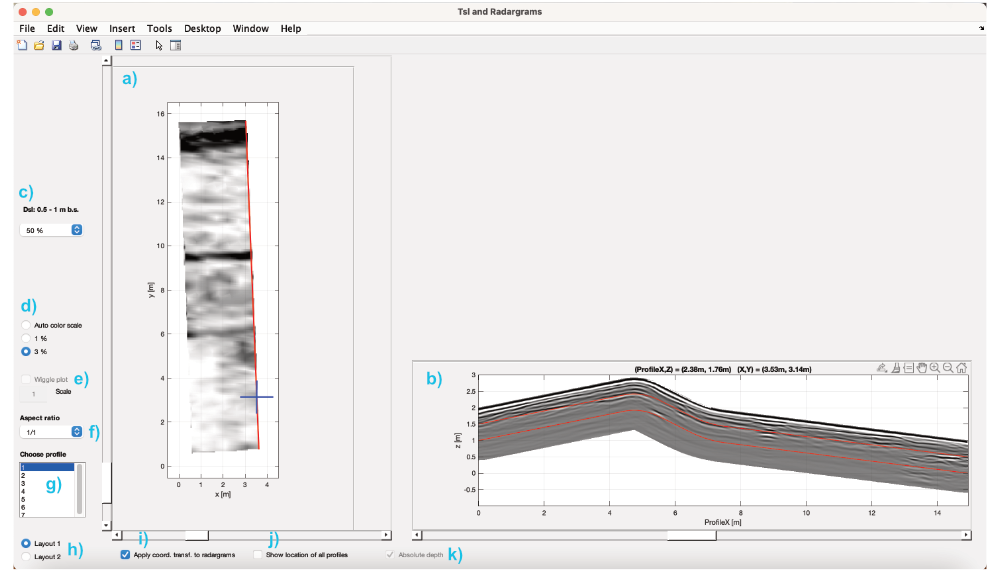 Tsl and Radargrams
File Edit View Insert Tools Desktop Window Help
a)
16
14
12
10
8
6
4
2
0
y [m]
0 1 2 3 4
x [m]
c)
Dsl: 0.5 - 1 m b.s.
50 %
d)
Auto color scale
1 %
3 %
Wiggle plot e)
1 Scale
Aspect ratio
1/1 f)
Choose profile
1
2
3
4
5
6
7
g)
Layout 1
Layout 2
h)
b)
(ProfileX,Z) = (2.38m, 1.76m) (X,Y) = (3.53m, 3.14m)
3
2.5
2
1.5
1
0.5
0
-0.5
z [m]
0 2 4 6 8 10 12 14
ProfileX [m]
i) j)
Apply coord. transf. to radargrams Show location of all profiles Absolute depth k)